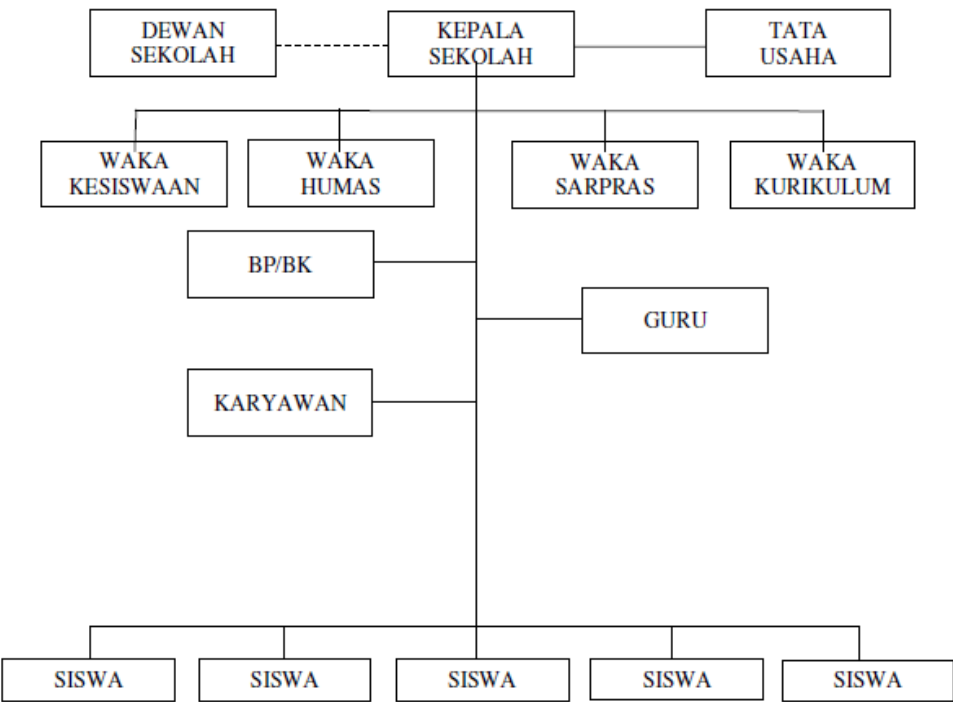 DEWAN
SEKOLAH
KEPALA
SEKOLAH
TATA
USAHA
WAKA
KESISWAAN
WAKA
HUMAS
WAKA
SARPRAS
WAKA
KURIKULUM
BP/BK
GURU
KARYAWAN
SISWA
SISWA
SISWA
SISWA
SISWA